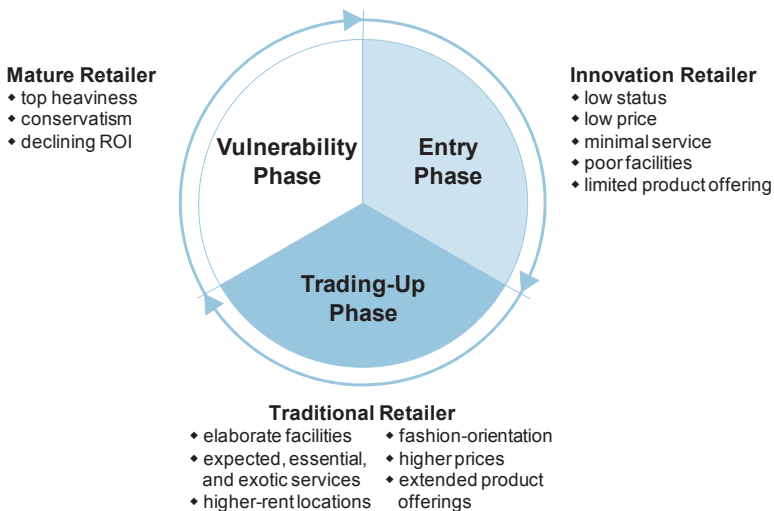 Mature Retailer
◆ top heaviness
◆ conservatism
◆ declining ROI
Vulnerability
Phase
Entry
Phase
Innovation Retailer
◆ low status
◆ low price
◆ minimal service
◆ poor facilities
◆ limited product offering
Trading-Up
Phase
Traditional Retailer
◆ elaborate facilities
◆ expected, essential,
and exotic services
◆ higher-rent locations
◆ fashion-orientation
◆ higher prices
◆ extended product
offerings